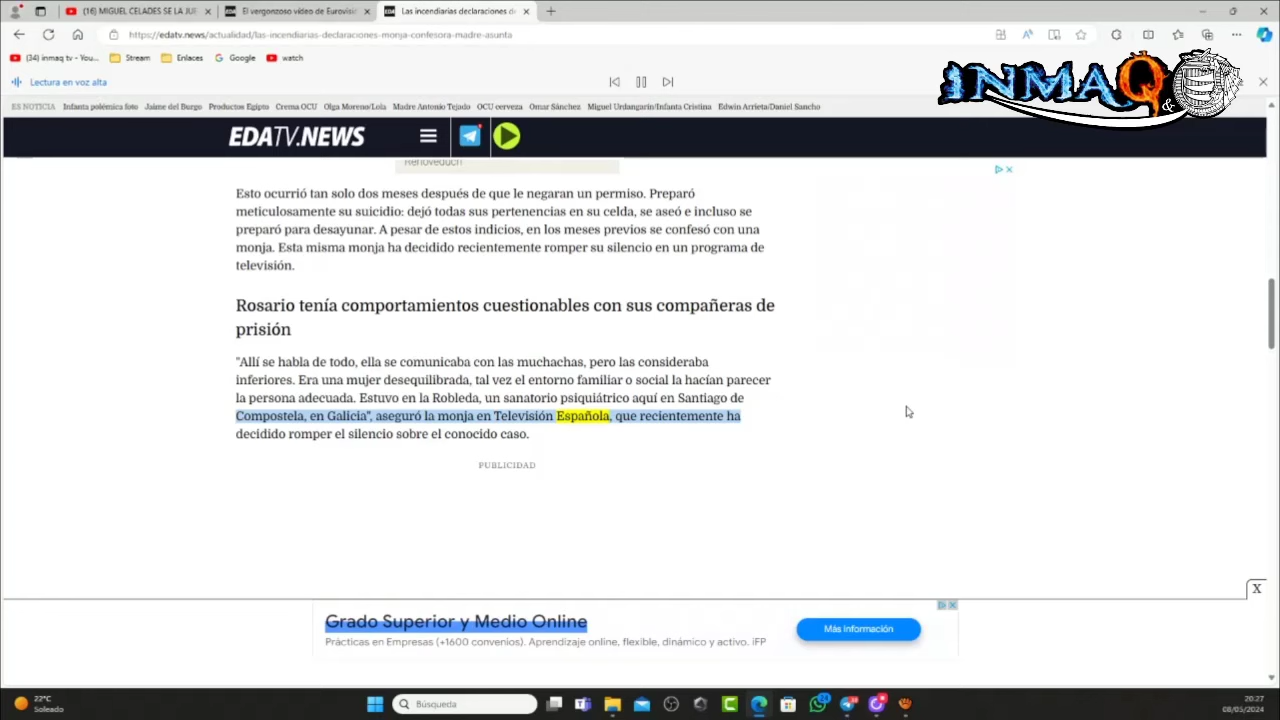 (16) MIGUEL CELADES SE LA JUE
El vergonzoso vídeo de Eurovisió
Las incendiarias declaraciones de
https://edatv.news/actualidad/las-incendiarias-declaraciones-monja-confesora-madre-asunta
(34) inmaq tv - You...
Stream
Enlaces
Google
watch
Lectura en voz alta
INMAQ &
ES NOTICIA Infanta polémica foto Jaime del Burgo Productos Egipto Crema OCU Olga Moreno/Lola Madre Antonio Tejado OCU cerveza Omar Sánchez Miguel Urdangarín/Infanta Cristina Edwin Arrieta/Daniel Sancho
EDATV.NEWS
Renoveduch
Esto ocurrió tan solo dos meses después de que le negaran un permiso. Preparó
meticulosamente su suicidio: dejó todas sus pertenencias en su celda, se aseó e incluso se
preparó para desayunar. A pesar de estos indicios, en los meses previos se confesó con una
monja. Esta misma monja ha decidido recientemente romper su silencio en un programa de
televisión.
Rosario tenía comportamientos cuestionables con sus compañeras de
prisión
"Allí se habla de todo, ella se comunicaba con las muchachas, pero las consideraba
inferiores. Era una mujer desequilibrada, tal vez el entorno familiar o social la hacían parecer
la persona adecuada. Estuvo en la Robleda, un sanatorio psiquiátrico aquí en Santiago de
Compostela, en Galicia", aseguró la monja en Televisión Española, que recientemente ha
decidido romper el silencio sobre el conocido caso.
PUBLICIDAD
X
Grado Superior y Medio Online
Prácticas en Empresas (+1600 convenios). Aprendizaje online, flexible, dinámico y activo. iFP
Más Información
22°C
Soleado
Búsqueda
20:27
08/05/2024